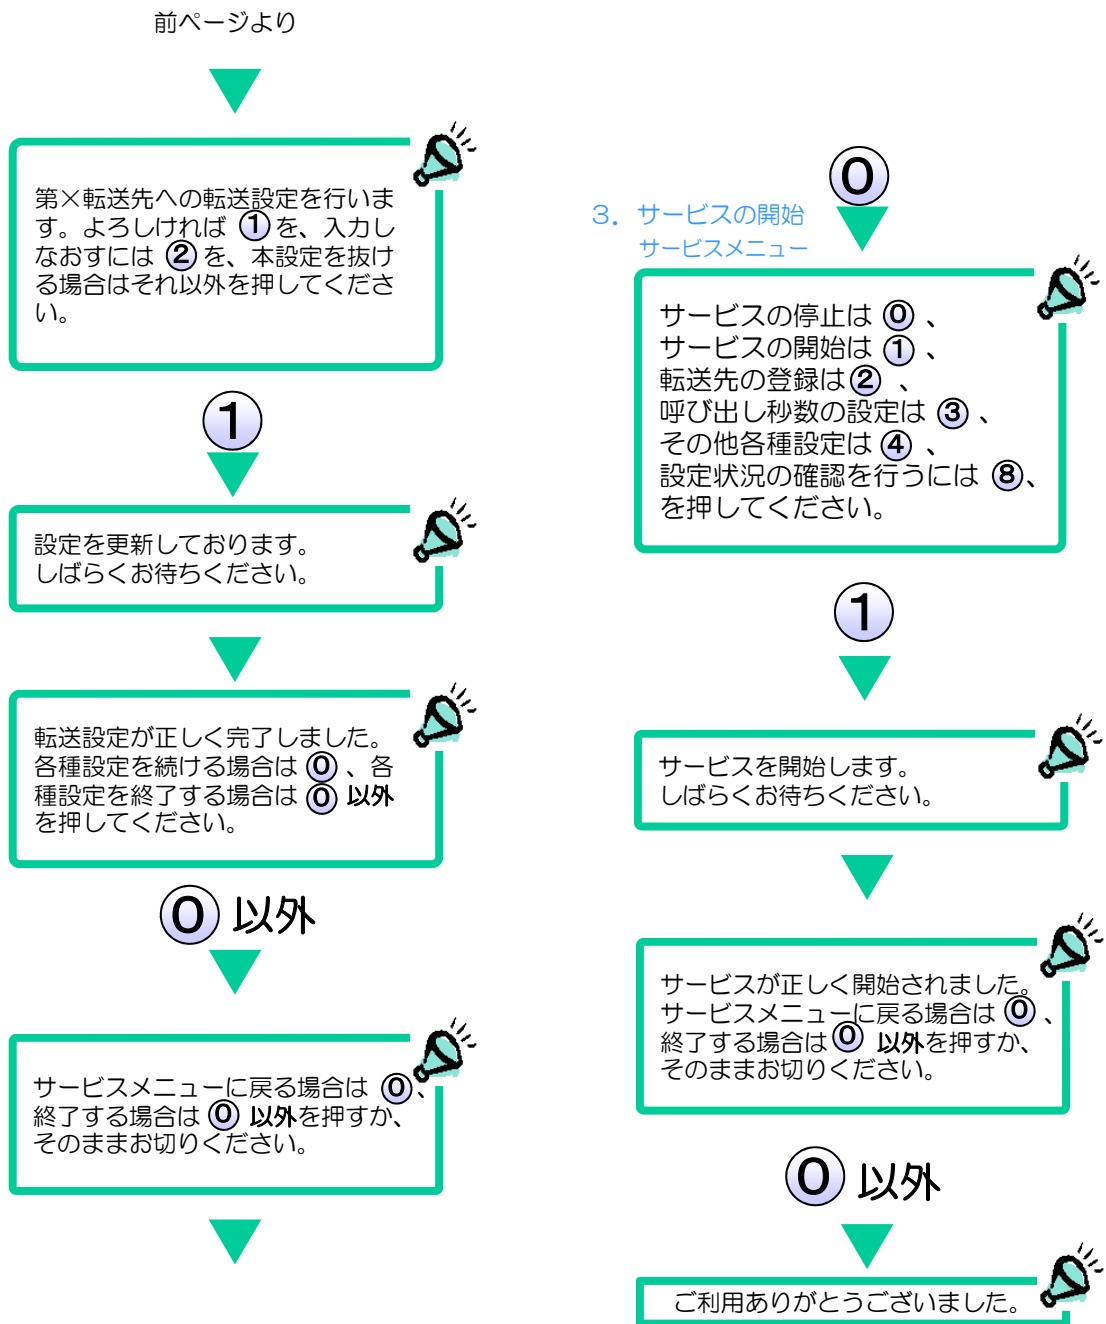 前ページより
第×転送先への転送設定を行いま
す。よろしければ ① を、入力し
なおすには ② を、本設定を抜け
る場合はそれ以外を押してくださ
い。
1
設定を更新しております。
しばらくお待ちください。
転送設定が正しく完了しました。
各種設定を続ける場合は ⓪ 、各
種設定を終了する場合は ⓪ 以外
を押してください。
0 以外
サービスメニューに戻る場合は ⓪、
終了する場合は ⓪ 以外を押すか、
そのままお切りください。
0
3．サービスの開始
サービスメニュー
サービスの停止は ⓪ 、
サービスの開始は ① 、
転送先の登録は ② 、
呼び出し秒数の設定は ③ 、
その他各種設定は ④ 、
設定状況の確認を行うには ⑧、
を押してください。
1
サービスを開始します。
しばらくお待ちください。
サービスが正しく開始されました。
サービスメニューに戻る場合は ⓪ 、
終了する場合は ⓪ 以外を押すか、
そのままお切りください。
0 以外
ご利用ありがとうございました。